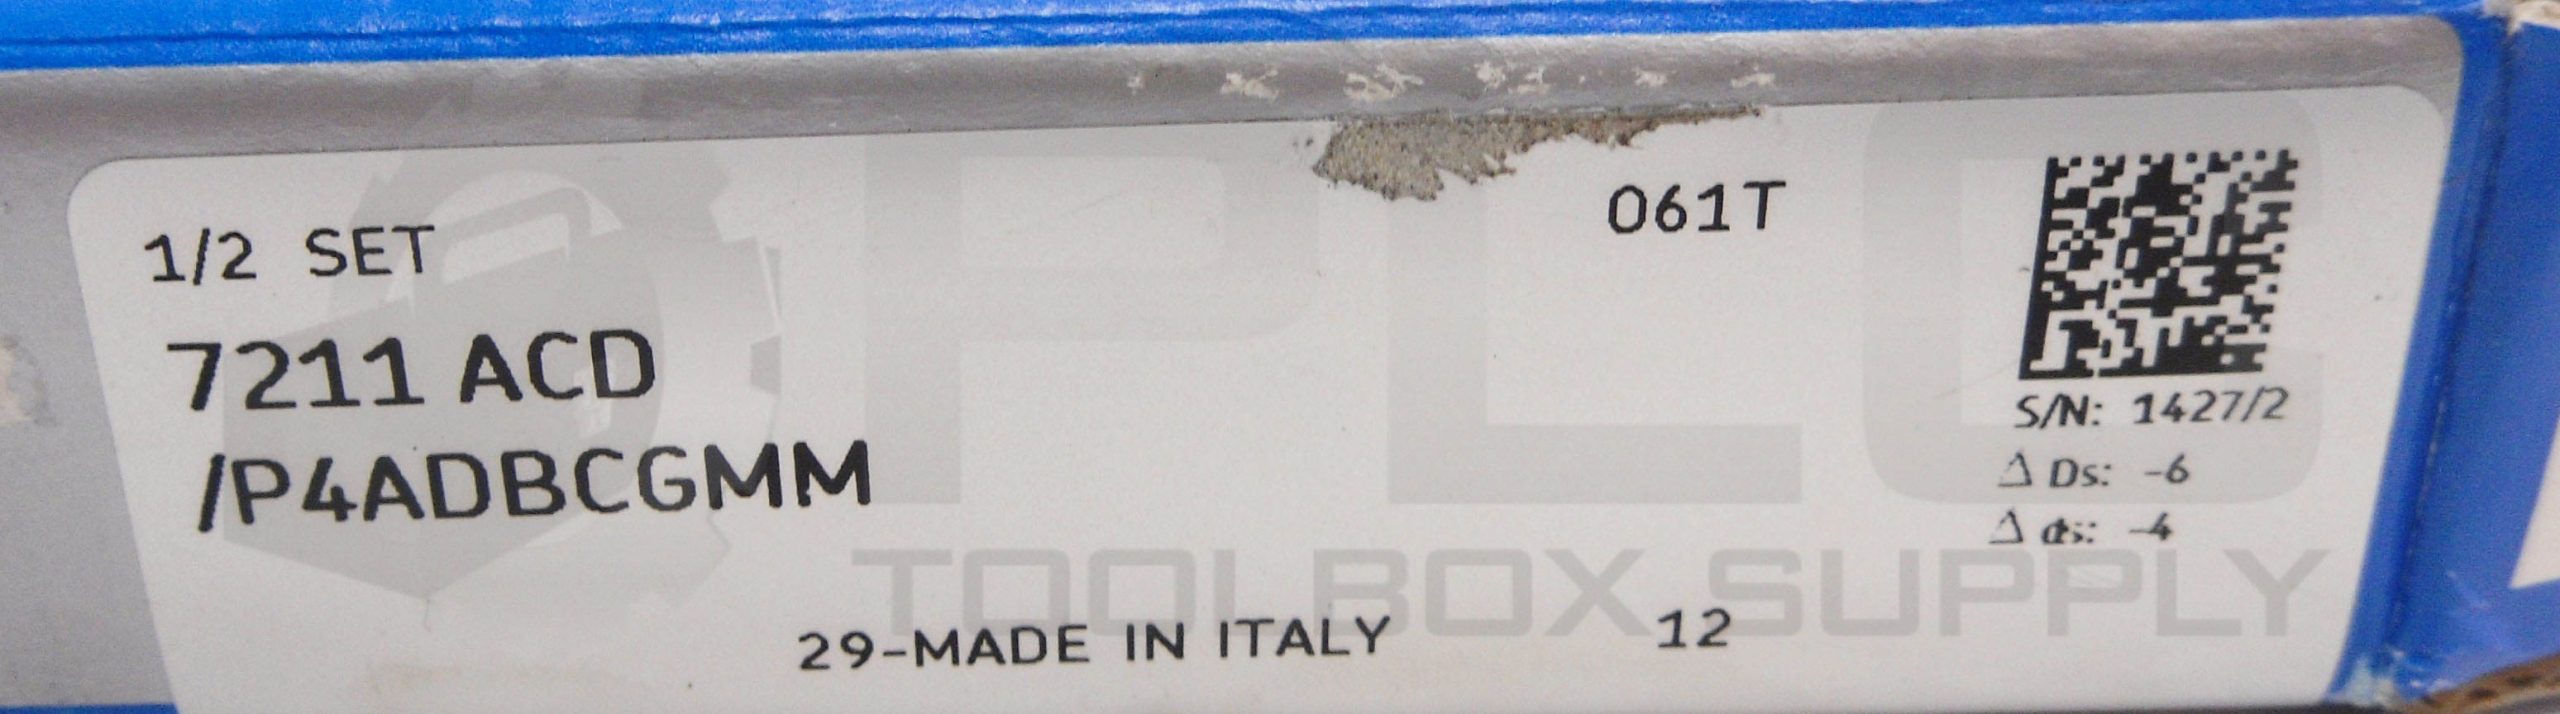 1/2 SET
061T
7211 ACD
/P4ADBCGMM
S/N: 1427/2
Δ Ds: -6
Δ ds: -4
29-MADE IN ITALY
12
PLC
TOOLBOX SUPPLY